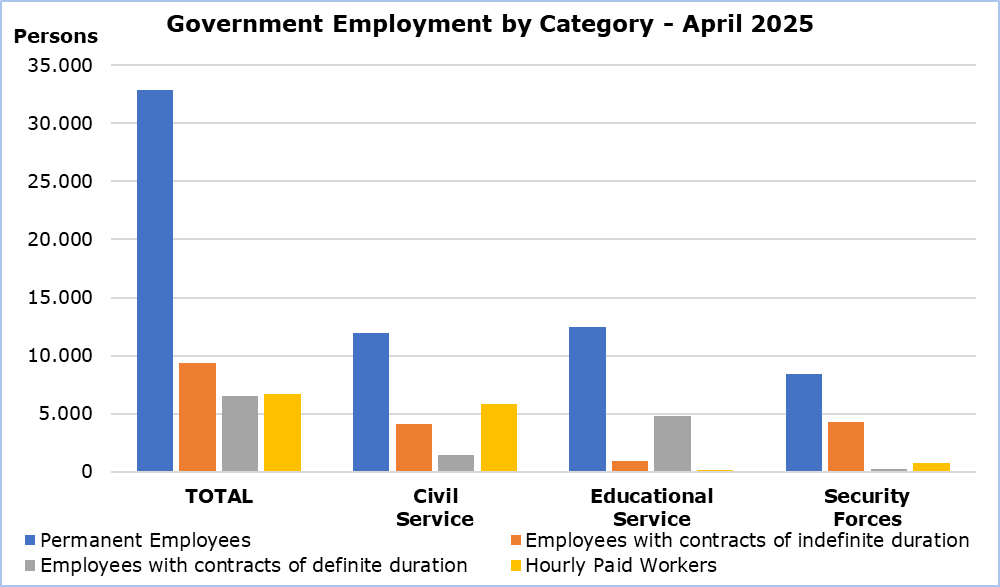 Government Employment by Category – April 2025
Persons
35.000
30.000
25.000
20.000
15.000
10.000
5.000
0
TOTAL
Civil
Service
Educational
Service
Security
Forces
Permanent Employees
Employees with contracts of indefinite duration
Employees with contracts of definite duration
Hourly Paid Workers